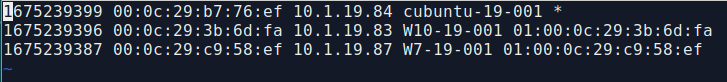 1675239399 00:0c:29:b7:76:ef 10.1.19.84 cubuntu-19-001 *
1675239396 00:0c:29:3b:6d:fa 10.1.19.83 W10-19-001 01:00:0c:29:3b:6d:fa
1675239387 00:0c:29:c9:58:ef 10.1.19.87 W7-19-001 01:00:0c:29:c9:58:ef
~